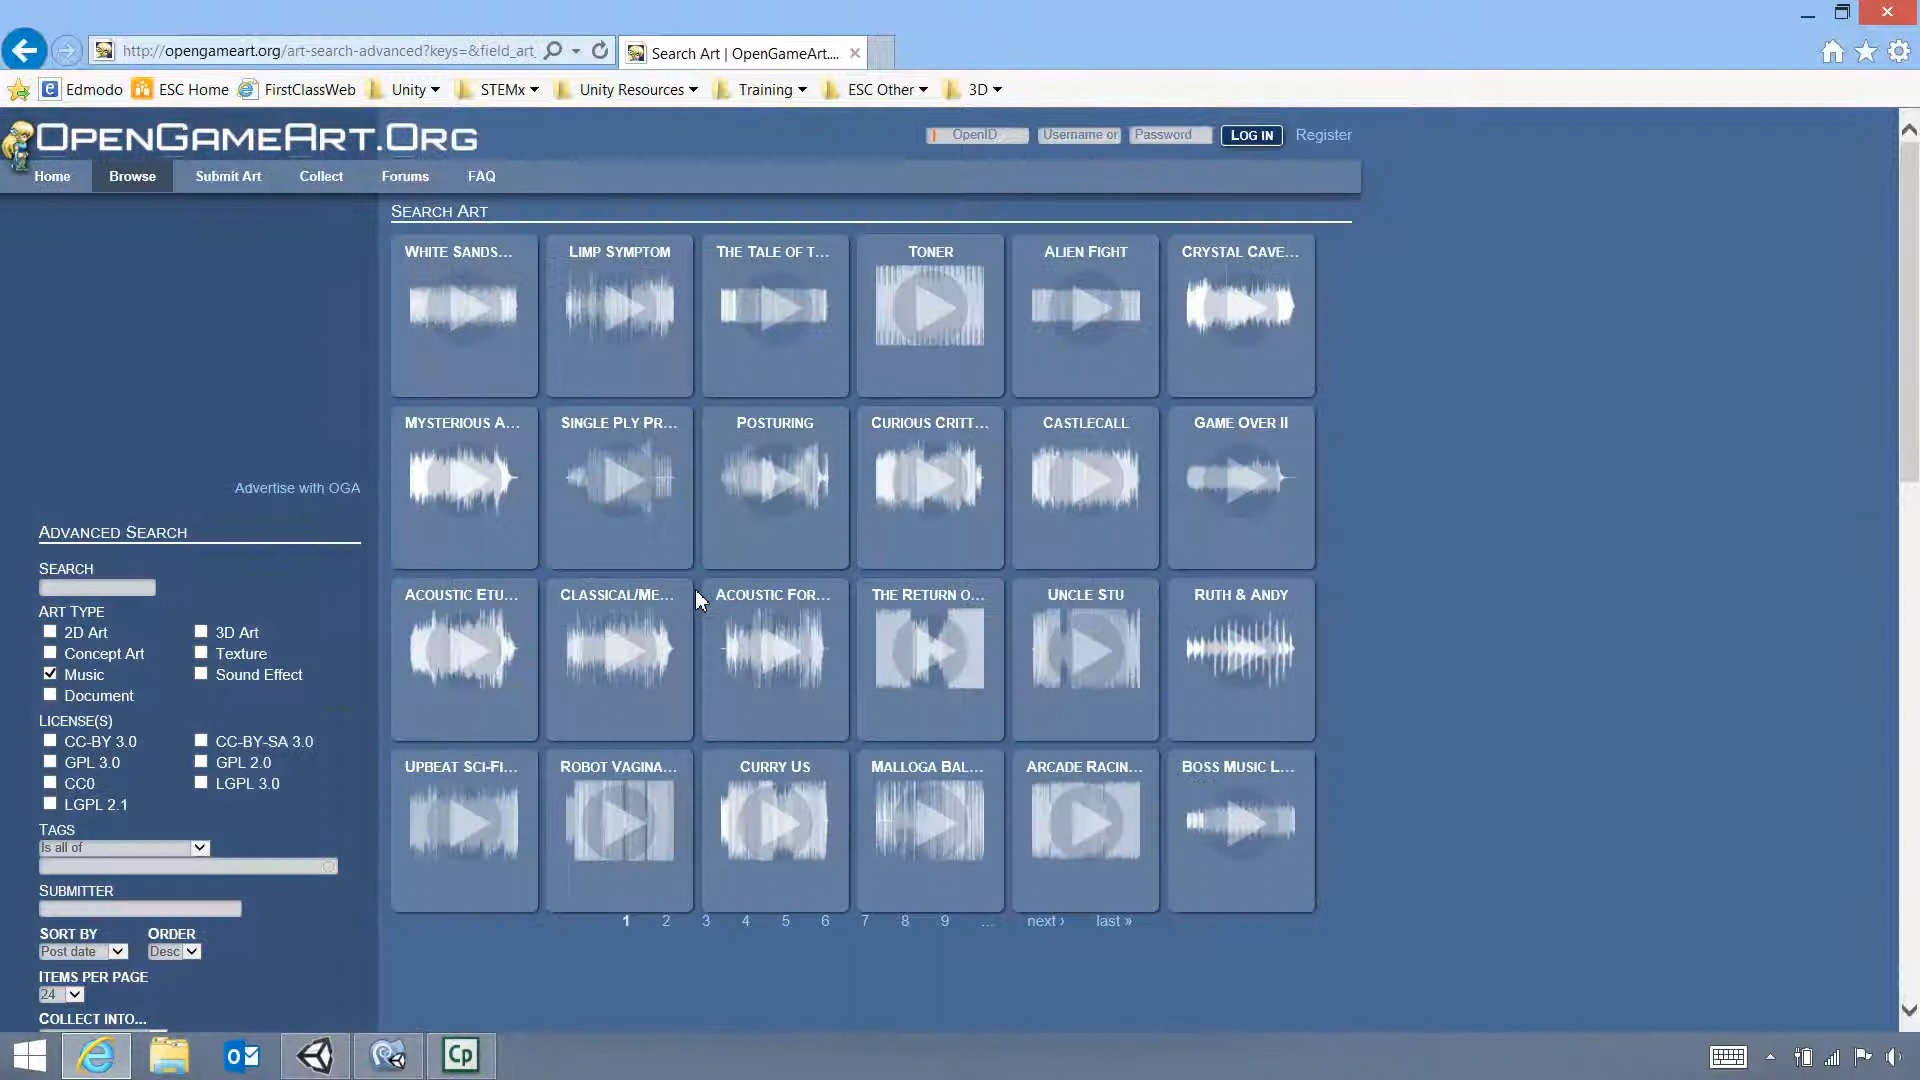 http://opengameart.org/art-search-advanced?keys=&field_art_
Search Art | OpenGameArt....
Edmodo
ESC Home
FirstClassWeb
Unity
STEMx
Unity Resources
Training
ESC Other
3D
OPENGAMEART.ORG
OpenID
Username or
Password
LOG IN
Register
Home
Browse
Submit Art
Collect
Forums
FAQ
SEARCH ART
WHITE SANDS...
LIMP SYMPTOM
THE TALE OF T...
TONER
ALIEN FIGHT
CRYSTAL CAVE...
MYSTERIOUS A...
SINGLE PLY PR...
POSTURING
CURIOUS CRITT...
CASTLECALL
GAME OVER II
ACOUSTIC ETU...
CLASSICAL/ME...
ACOUSTIC FOR...
THE RETURN O...
UNCLE STU
RUTH & ANDY
UPBEAT SCI-FI...
ROBOT VAGINA...
CURRY US
MALLOGA BAL...
ARCADE RACIN...
BOSS MUSIC L...
1 2 3 4 5 6 7 8 9 ... next › last »
Advertise with OGA
ADVANCED SEARCH
SEARCH
ART TYPE
2D Art
3D Art
Concept Art
Texture
Music
Sound Effect
Document
LICENSE(S)
CC-BY 3.0
CC-BY-SA 3.0
GPL 3.0
GPL 2.0
CC0
LGPL 3.0
LGPL 2.1
TAGS
Is all of
SUBMITTER
SORT BY
ORDER
Post date
Desc
ITEMS PER PAGE
24
COLLECT INTO...
Cp